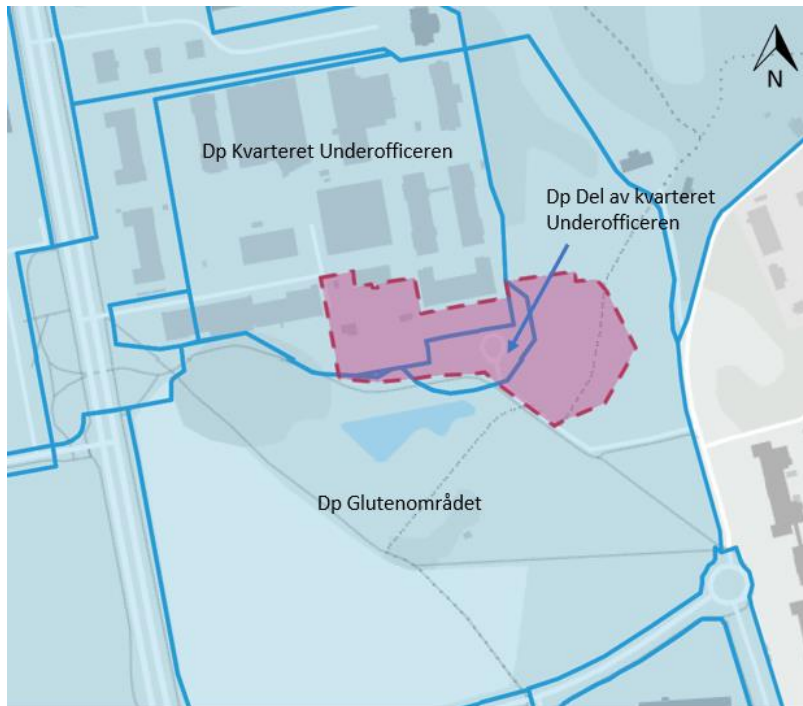 N
Dp Kvarteret Underofficeren
Dp Del av kvarteret
Underofficeren
Dp Glutenområdet